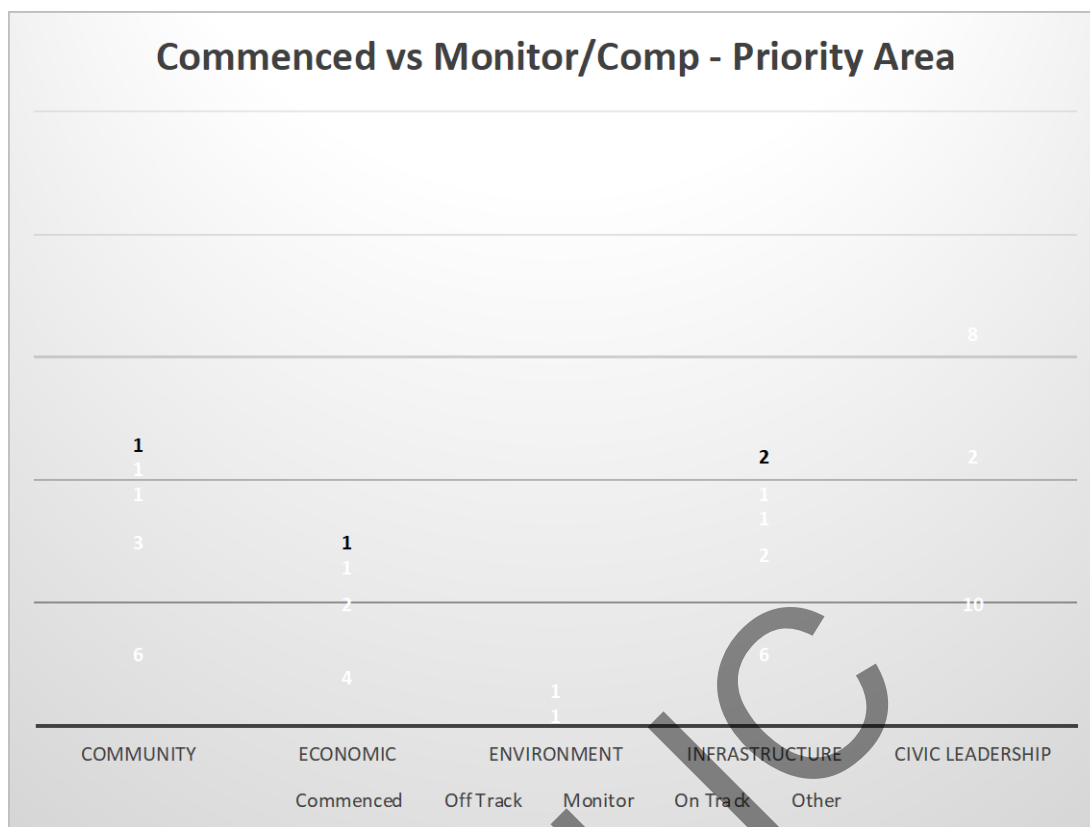 Commenced vs Monitor/Comp - Priority Area
8
1 2 2
1 1
1 1
3 1 2
1
2 10
6 4 6
1
1
COMMUNITY ECONOMIC ENVIRONMENT INFRASTRUCTURE CIVIC LEADERSHIP
Commenced Off Track Monitor On Track Other
IC